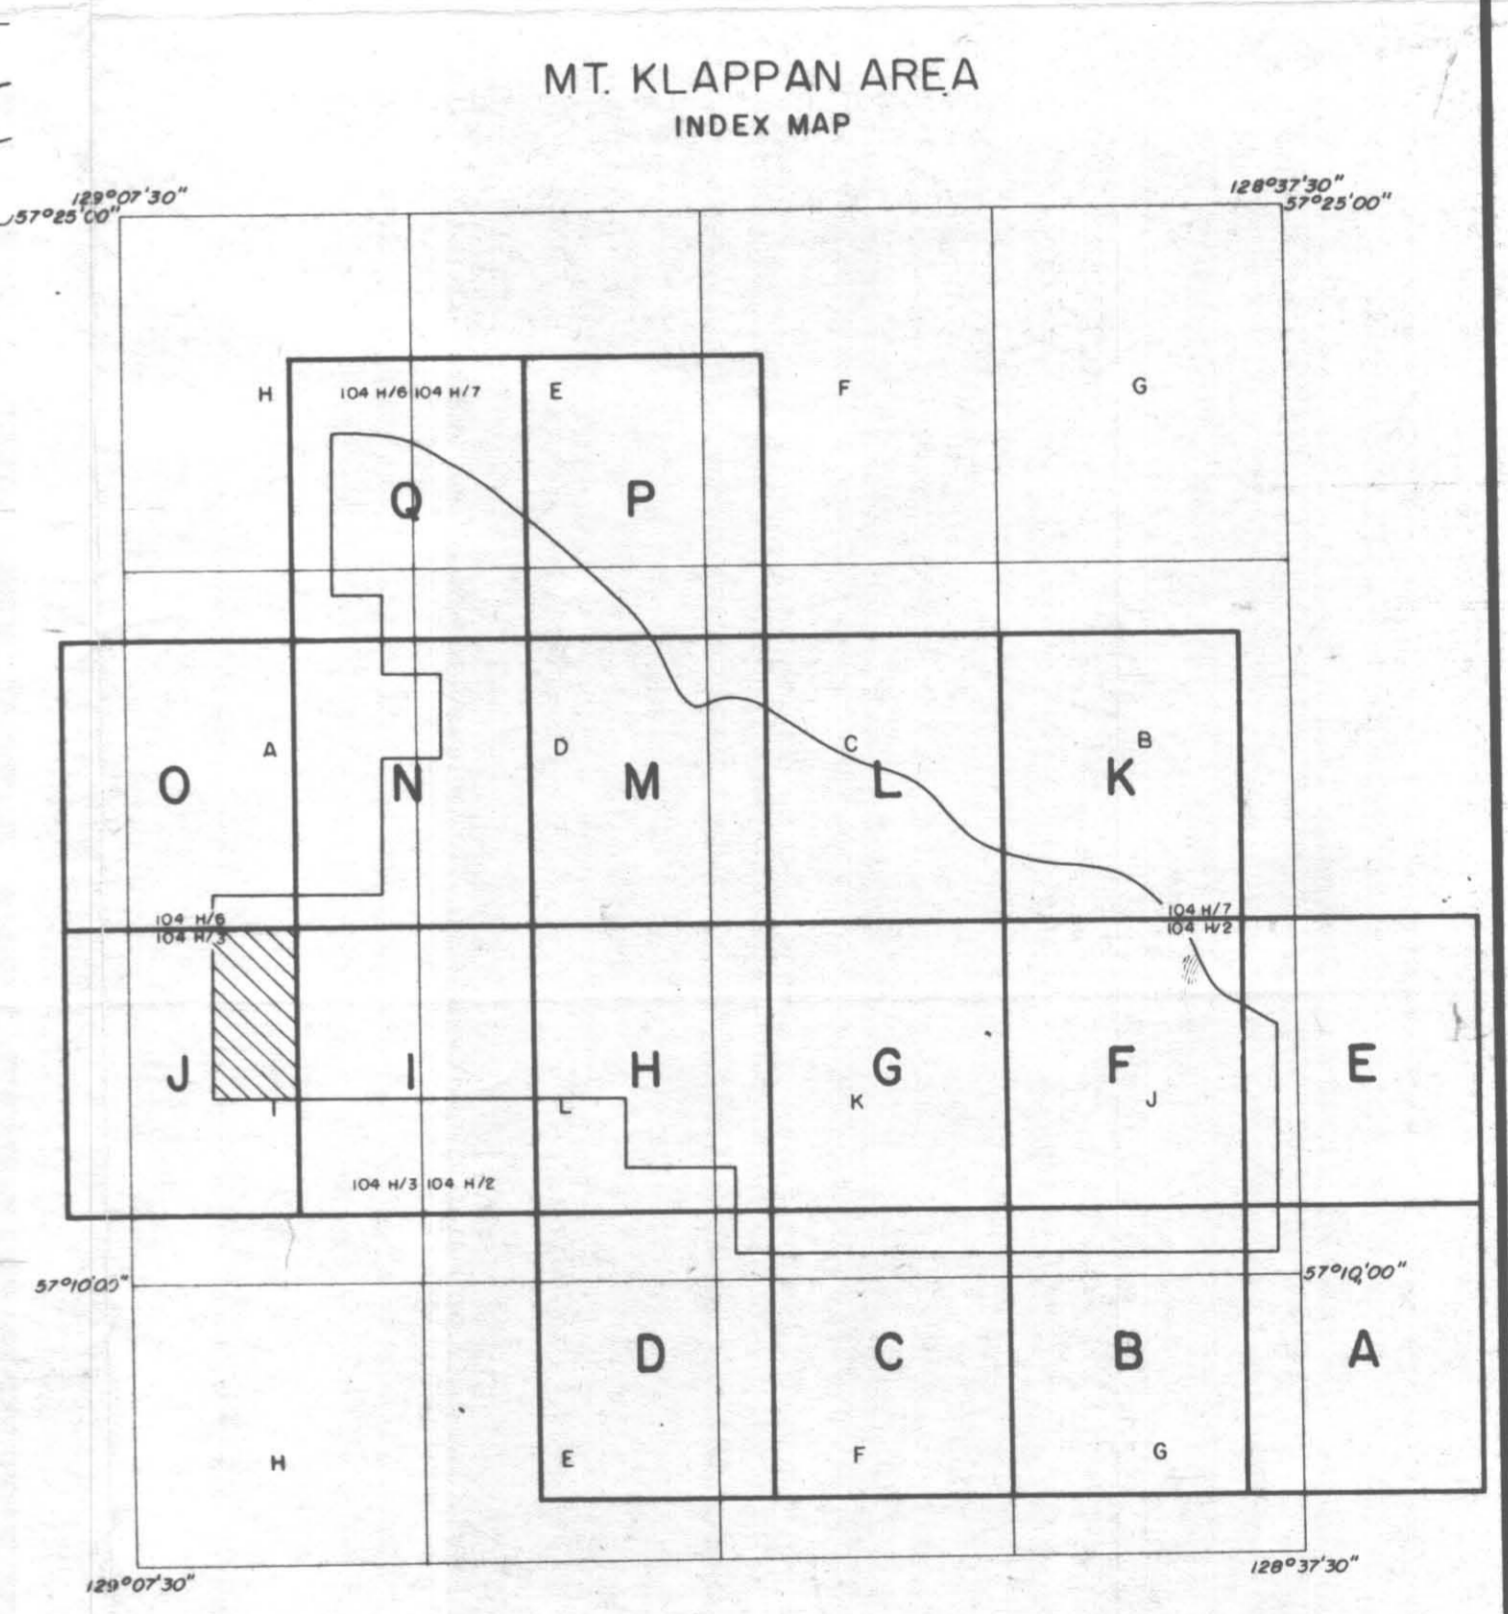 MT. KLAPPAN AREA
INDEX MAP
129°07'30" 128°37'30"
57°25'00" 57°25'00"
H 104 H/6 104 H/7 E F G
Q P
A D C B
O N M L K
104 H/6 104 H/7
104 H/3 104 H/2
J I H G F E
I L K J
104 H/3 104 H/2
57°10'00" 57°10'00"
D C B A
H E F G
129°07'30" 128°37'30"